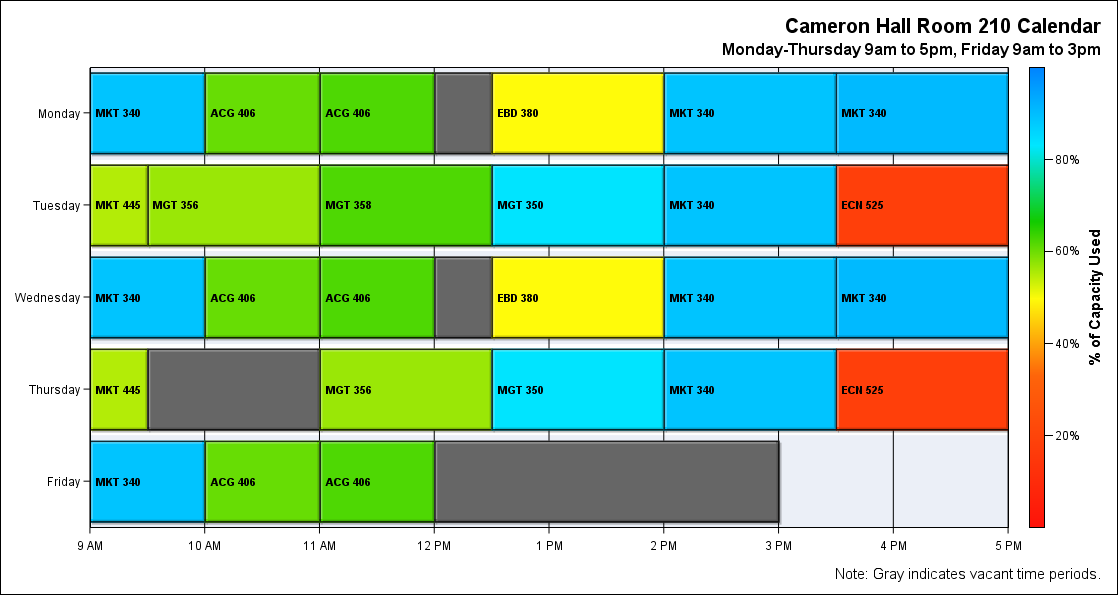 Cameron Hall Room 210 Calendar
Monday-Thursday 9am to 5pm, Friday 9am to 3pm
Monday
MKT 340
ACG 406
ACG 406
EBD 380
MKT 340
MKT 340
Tuesday
MKT 445
MGT 356
MGT 358
MGT 350
MKT 340
ECN 525
Wednesday
MKT 340
ACG 406
ACG 406
EBD 380
MKT 340
MKT 340
Thursday
MKT 445
MGT 356
MGT 350
MKT 340
ECN 525
Friday
MKT 340
ACG 406
ACG 406
9 AM
10 AM
11 AM
12 PM
1 PM
2 PM
3 PM
4 PM
5 PM
80%
60%
40%
20%
% of Capacity Used
Note: Gray indicates vacant time periods.